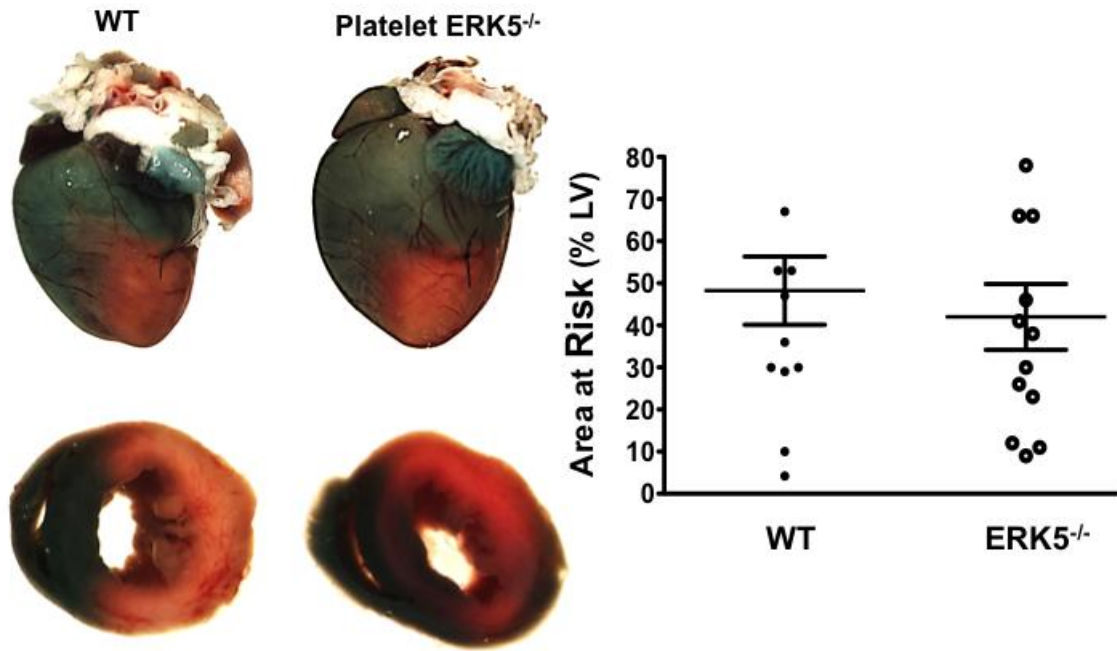 WT
Platelet ERK5-/-
Area at Risk (% LV)
80
70
60
50
40
30
20
10
0
WT
ERK5-/-